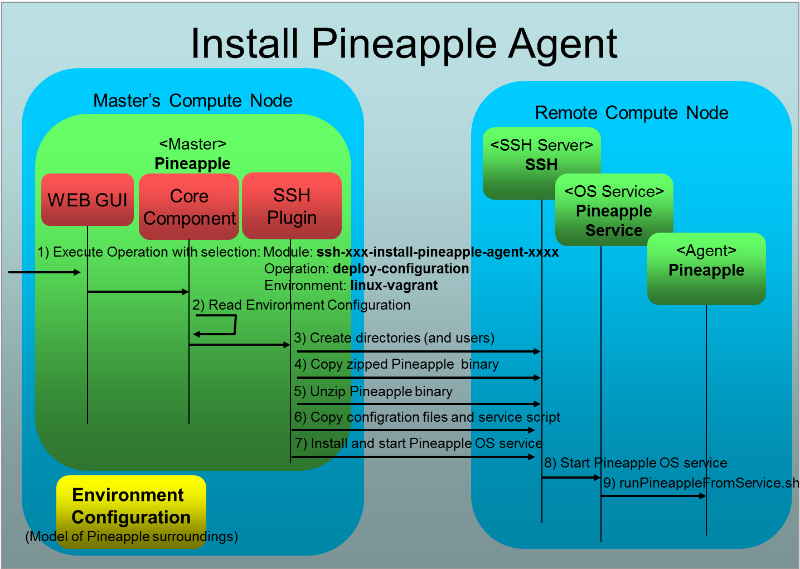 Install Pineapple Agent
Master's Compute Node
Remote Compute Node
<Master>
Pineapple
WEB GUI
Core
Component
SSH
Plugin
<SSH Server>
SSH
<OS Service>
Pineapple
Service
<Agent>
Pineapple
1) Execute Operation with selection: Module: ssh-xxx-install-pineapple-agent-xxxx
Operation: deploy-configuration
Environment: linux-vagrant
2) Read Environment Configuration
3) Create directories (and users)
4) Copy zipped Pineapple binary
5) Unzip Pineapple binary
6) Copy configration files and service script
7) Install and start Pineapple OS service
8) Start Pineapple OS service
9) runPineappleFromService.sh
Environment
Configuration
(Model of Pineapple surroundings)